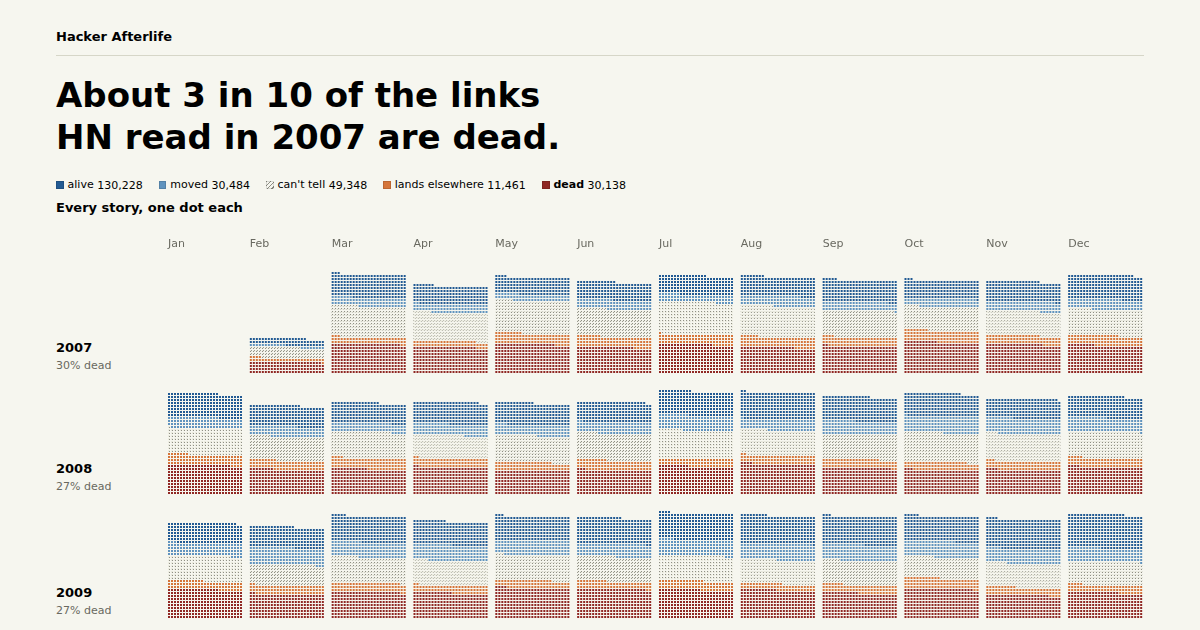 Hacker Afterlife
About 3 in 10 of the links
HN read in 2007 are dead.
alive 130,228 moved 30,484 can't tell 49,348 lands elsewhere 11,461 dead 30,138
Every story, one dot each
Jan Feb Mar Apr May Jun Jul Aug Sep Oct Nov Dec
2007
30% dead
2008
27% dead
2009
27% dead